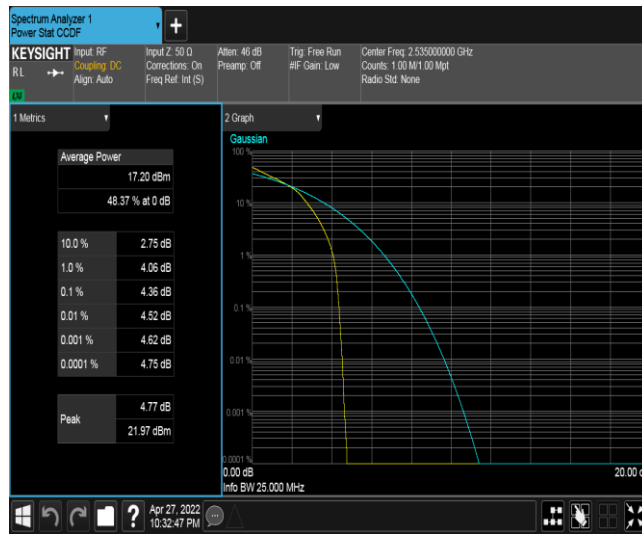 Spectrum Analyzer 1
Power Stat CCDF
+
KEYSIGHT
RL
Input: RF
Coupling: DC
Align: Auto
Input Z: 50 Ω
Corrections: On
Freq Ref: Int (S)
Atten: 46 dB
Preamp: Off
Trig: Free Run
#IF Gain: Low
Center Freq: 2.535000000 GHz
Counts: 1.00 M/1.00 Mpt
Radio Std: None
1 Metrics
Average Power
17.20 dBm
48.37 % at 0 dB
10.0 % 2.75 dB
1.0 % 4.06 dB
0.1 % 4.36 dB
0.01 % 4.52 dB
0.001 % 4.62 dB
0.0001 % 4.75 dB
Peak
4.77 dB
21.97 dBm
2 Graph
Gaussian
100 %
10 %
1 %
0.1 %
0.01 %
0.001 %
0.0001 %
0.00 dB
20.00 d
Info BW 25.000 MHz
?
Apr 27, 2022
10:32:47 PM